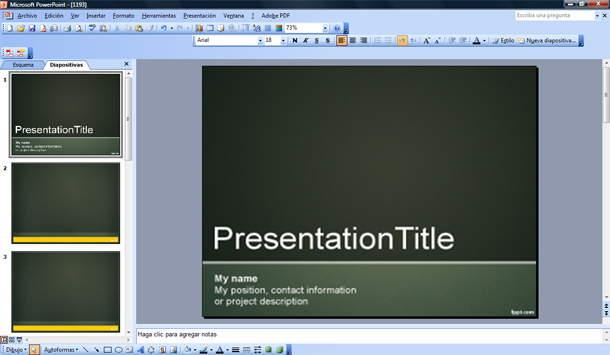 Microsoft PowerPoint - [1193]
Archivo Edición Ver Insertar Formato Herramientas Presentación Ventana ? Adobe PDF Escriba una pregunta
73%
Arial 18 N K S S Estilo Nueva diapositiva...
Esquema Diapositivas
1
PresentationTitle
My name
My position, contact information
or project description
2
3
PresentationTitle
My name
My position, contact information
or project description
fppt.com
Haga clic para agregar notas
Dibujo Autoformas